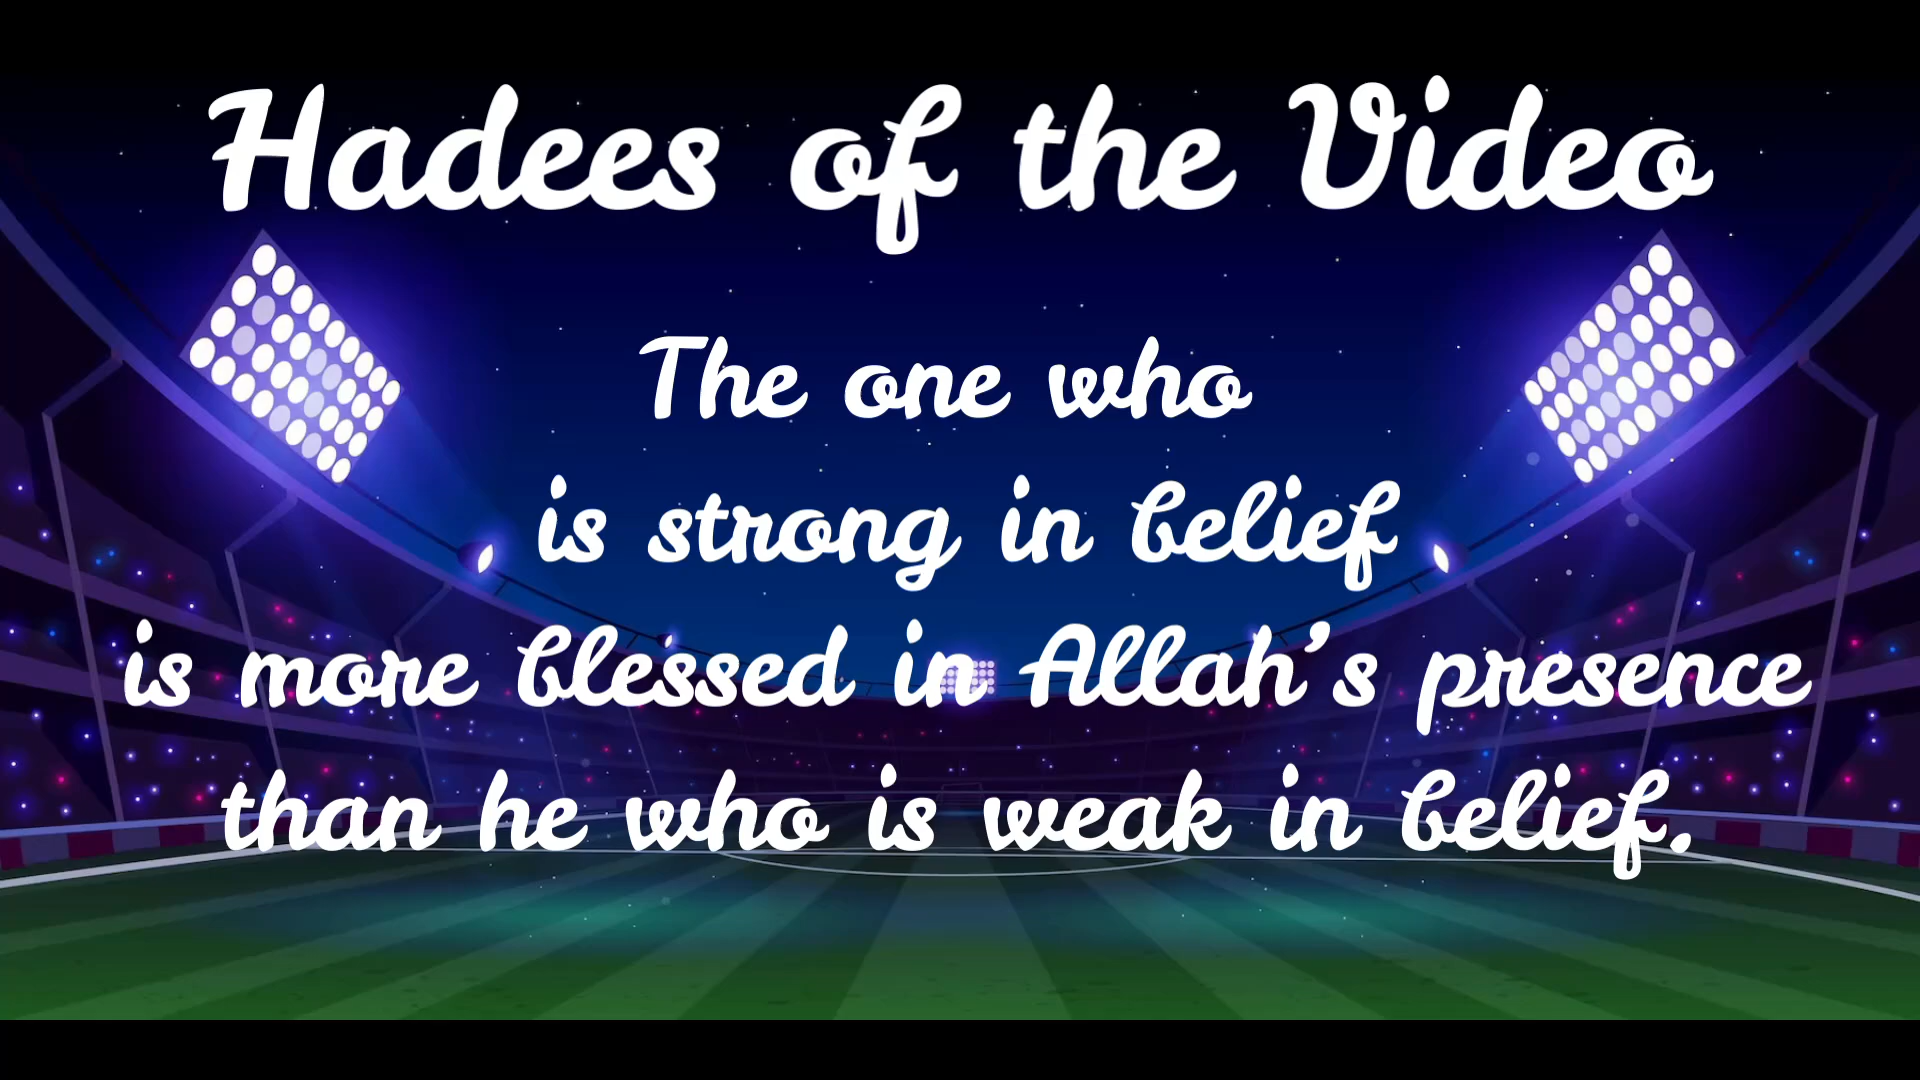 Hadees of the Video
The one who
is strong in belief
is more blessed in Allah's presence
than he who is weak in belief.